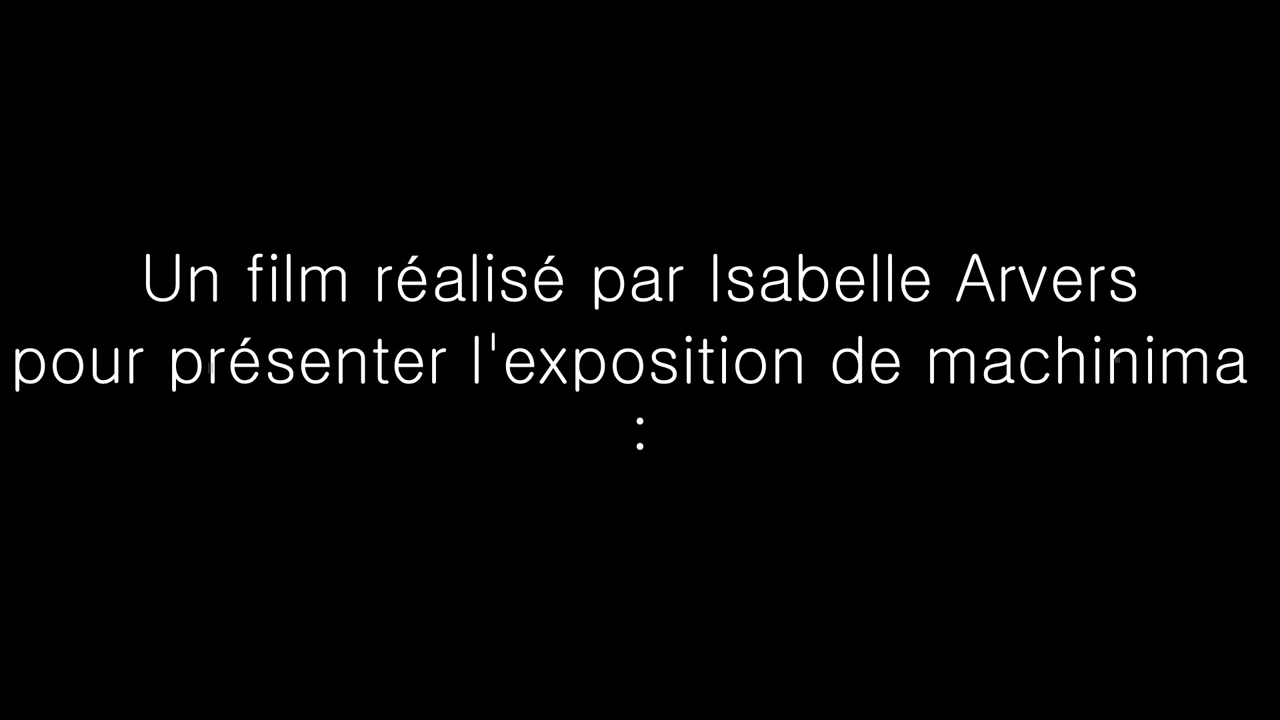 Un film réalisé par Isabelle Arvers
pour présenter l'exposition de machinima
: